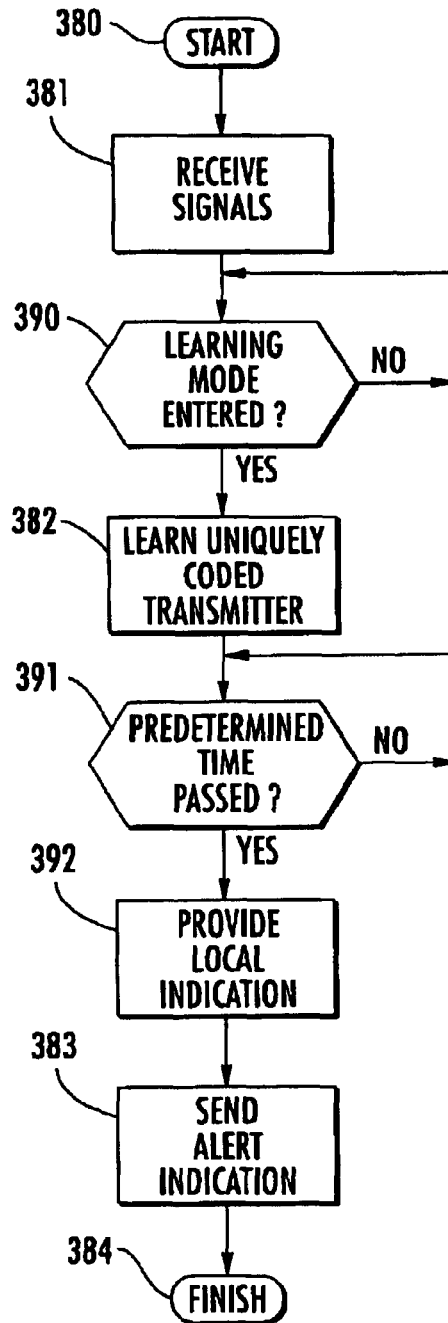 380
START
381
RECEIVE
SIGNALS
390
LEARNING
MODE
ENTERED ?
NO
YES
382
LEARN UNIQUELY
CODED
TRANSMITTER
391
PREDETERMINED
TIME
PASSED ?
NO
YES
392
PROVIDE
LOCAL
INDICATION
383
SEND
ALERT
INDICATION
384
FINISH